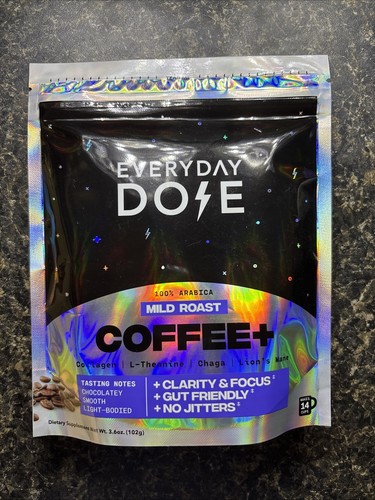 EVERYDAY
DOSE
100% ARABICA
MILD ROAST
COFFEE+
Collagen | L-Theanine | Chaga | Lion's Mane
TASTING NOTES
CHOCOLATEY
SMOOTH
LIGHT-BODIED
+ CLARITY & FOCUS‡
+ GUT FRIENDLY‡
+ NO JITTERS‡
Dietary Supplement Net Wt. 3.6oz. (102g)
14